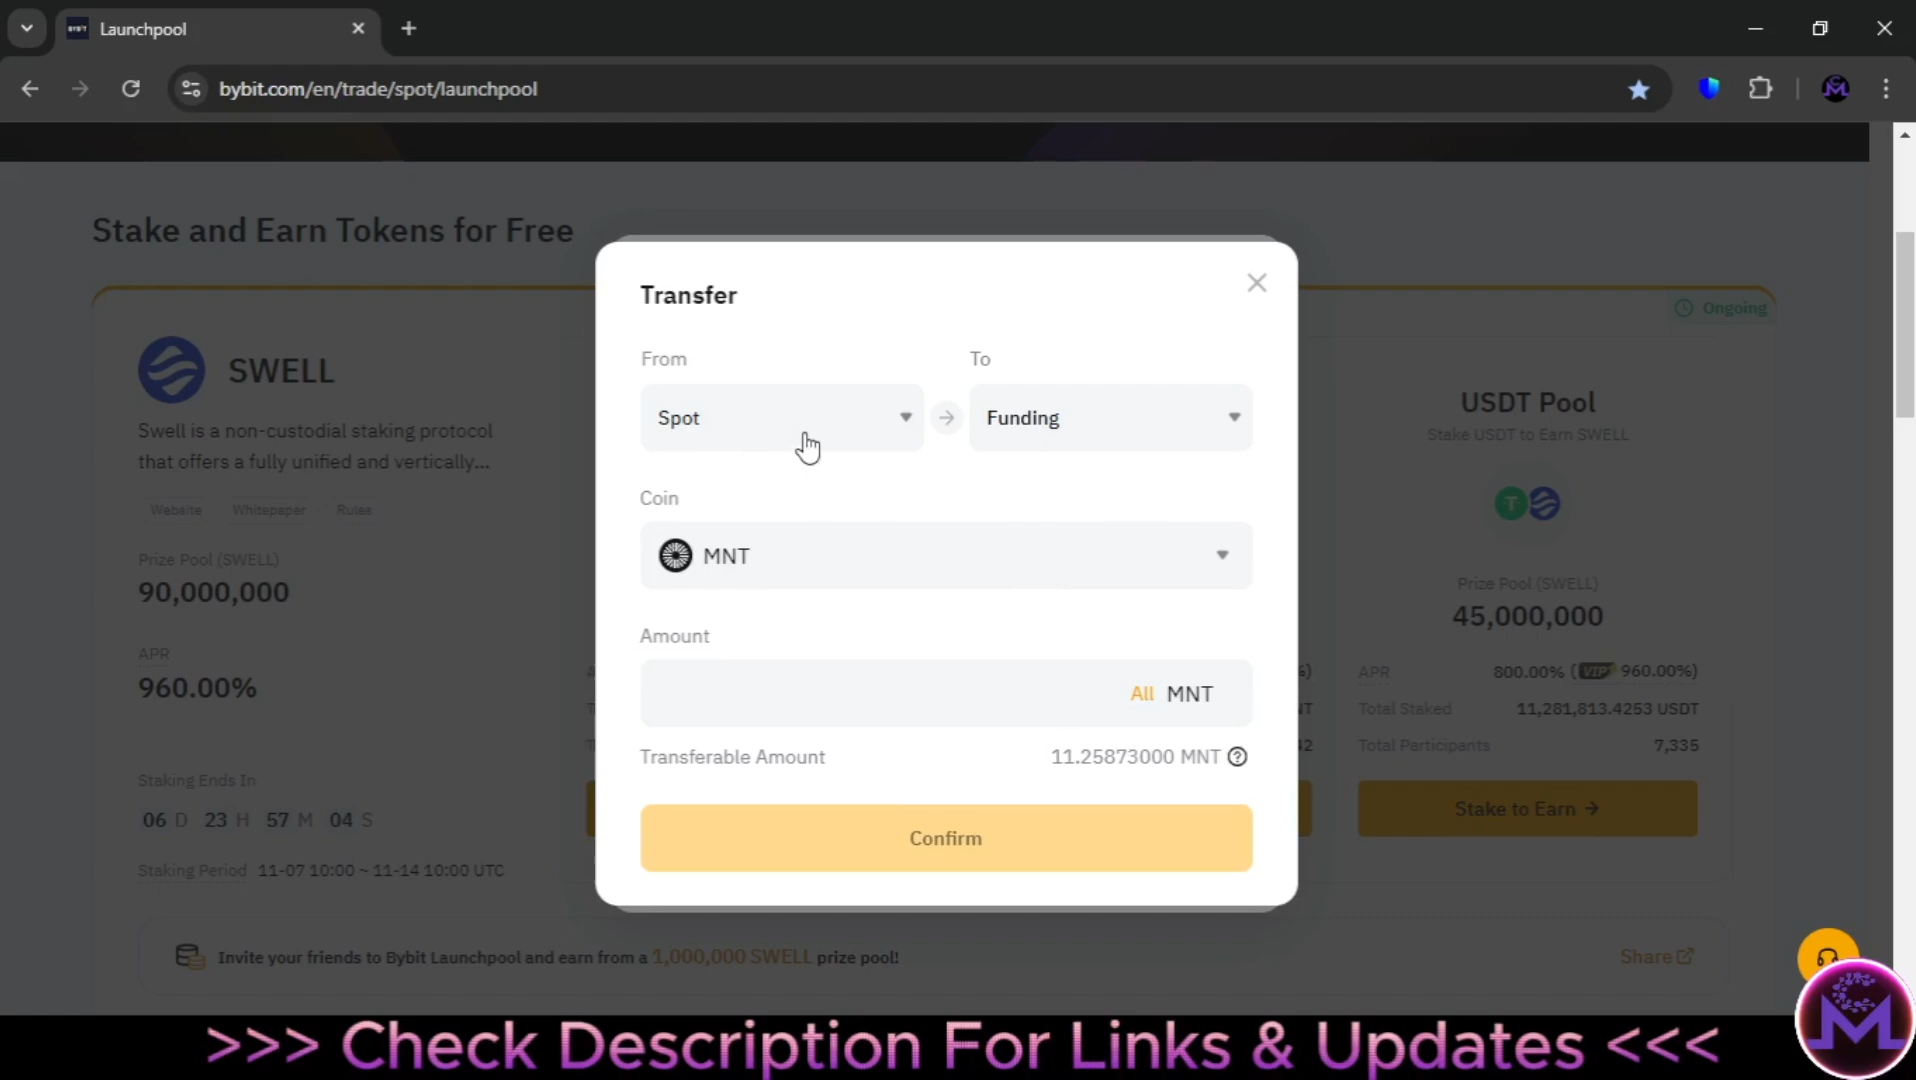 Launchpool
bybit.com/en/trade/spot/launchpool
Stake and Earn Tokens for Free
Ongoing
SWELL
Swell is a non-custodial staking protocol
that offers a fully unified and vertically...
Website Whitepaper Rules
Prize Pool (SWELL)
90,000,000
APR
960.00%
Staking Ends In
06 D 23 H 57 M 04 S
Staking Period 11-07 10:00 ~ 11-14 10:00 UTC
Transfer
From To
Spot Funding
Coin
MNT
Amount
All MNT
Transferable Amount 11.25873000 MNT
Confirm
USDT Pool
Stake USDT to Earn SWELL
Prize Pool (SWELL)
45,000,000
APR 800.00% (VIP 960.00%)
Total Staked 11,281,813.4253 USDT
Total Participants 7,335
Stake to Earn →
Invite your friends to Bybit Launchpool and earn from a 1,000,000 SWELL prize pool!
Share
>>> Check Description For Links & Updates <<<